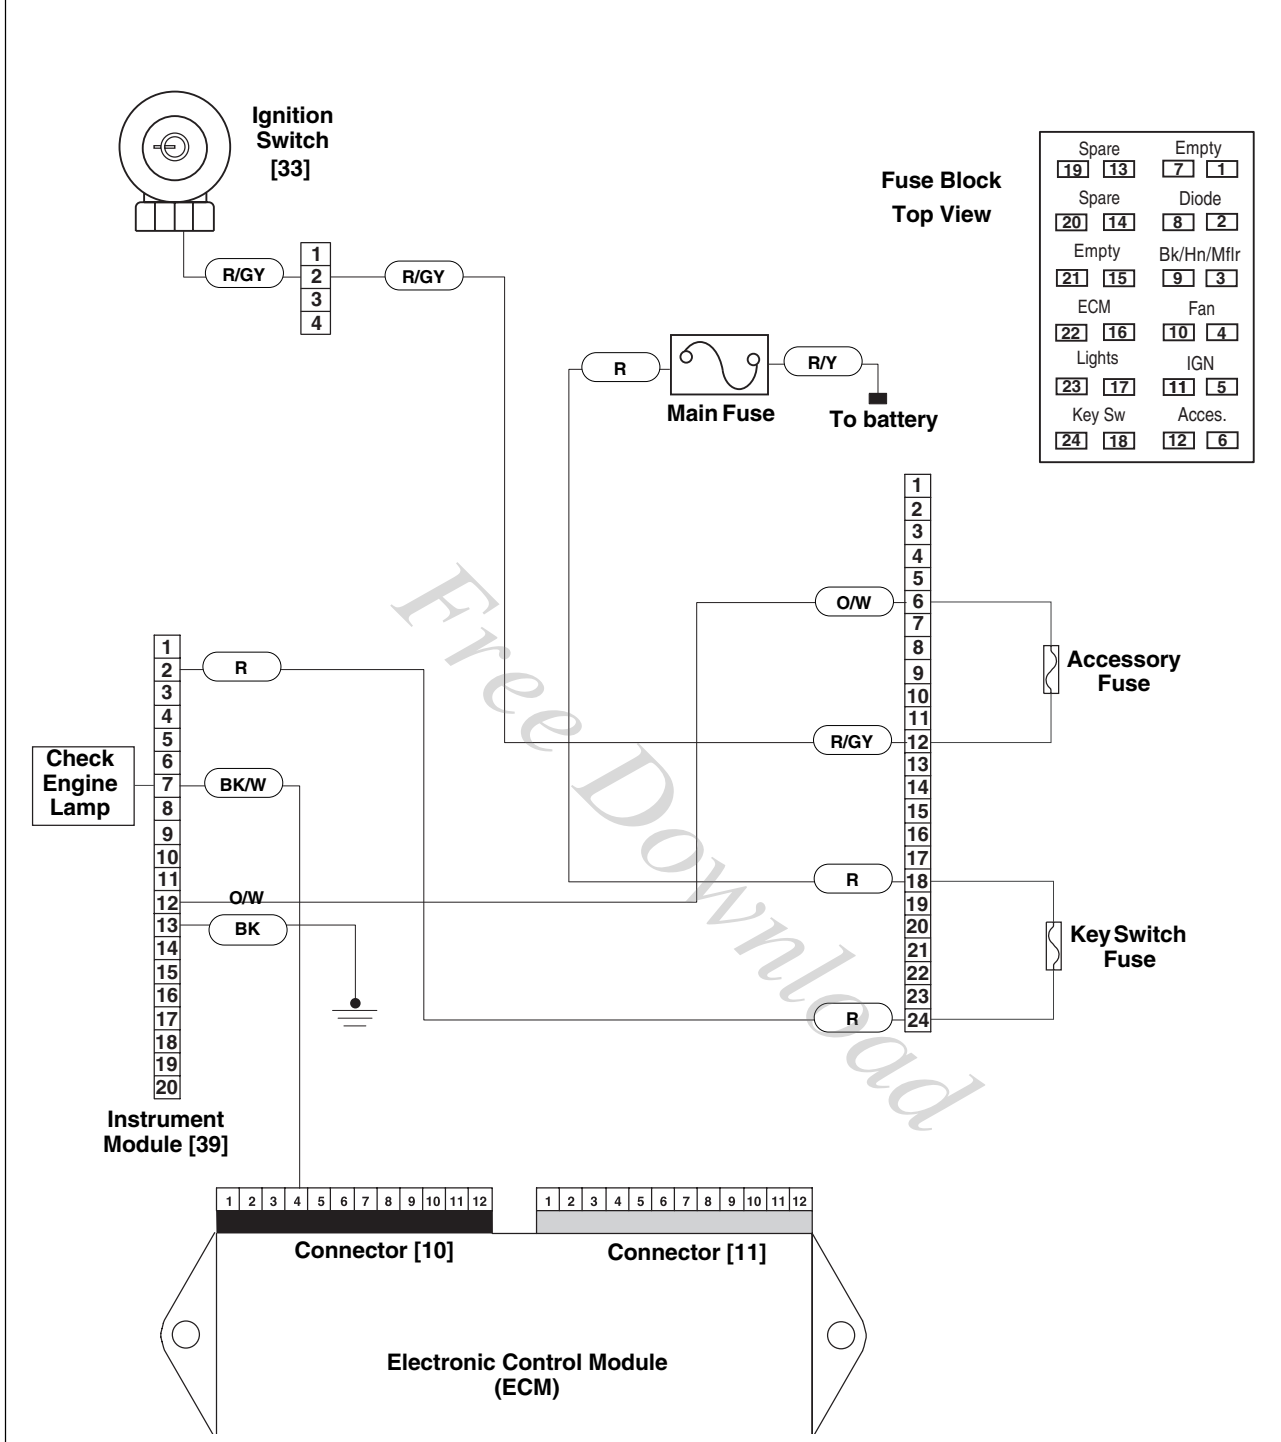 Ignition
Switch
[33]
R/GY
1
2
3
4
R/GY
Fuse Block
Top View
Spare Empty
19 13 7 1
Spare Diode
20 14 8 2
Empty Bk/Hn/Mflr
21 15 9 3
ECM Fan
22 16 10 4
Lights IGN
23 17 11 5
Key Sw Acces.
24 18 12 6
R
Main Fuse
R/Y
To battery
1
2
3
4
5
6
7
8
9
10
11
12
13
14
15
16
17
18
19
20
21
22
23
24
O/W
R/GY
R
R
Accessory
Fuse
Key Switch
Fuse
Free Download
1
2
3
4
5
6
7
8
9
10
11
12
13
14
15
16
17
18
19
20
R
Check
Engine
Lamp
BK/W
O/W
BK
Instrument
Module [39]
1 2 3 4 5 6 7 8 9 10 11 12
Connector [10]
1 2 3 4 5 6 7 8 9 10 11 12
Connector [11]
Electronic Control Module
(ECM)